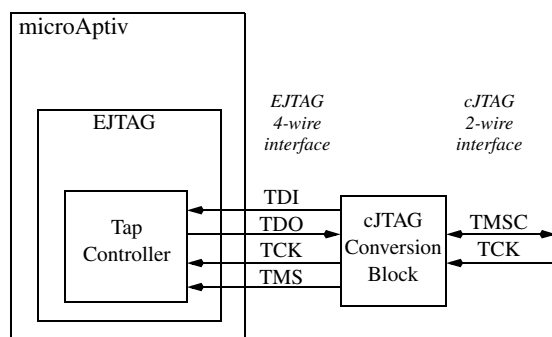 microAptiv
EJTAG
Tap
Controller
EJTAG
4-wire
interface
cJTAG
2-wire
interface
TDI
TDO
TCK
TMS
cJTAG
Conversion
Block
TMSC
TCK